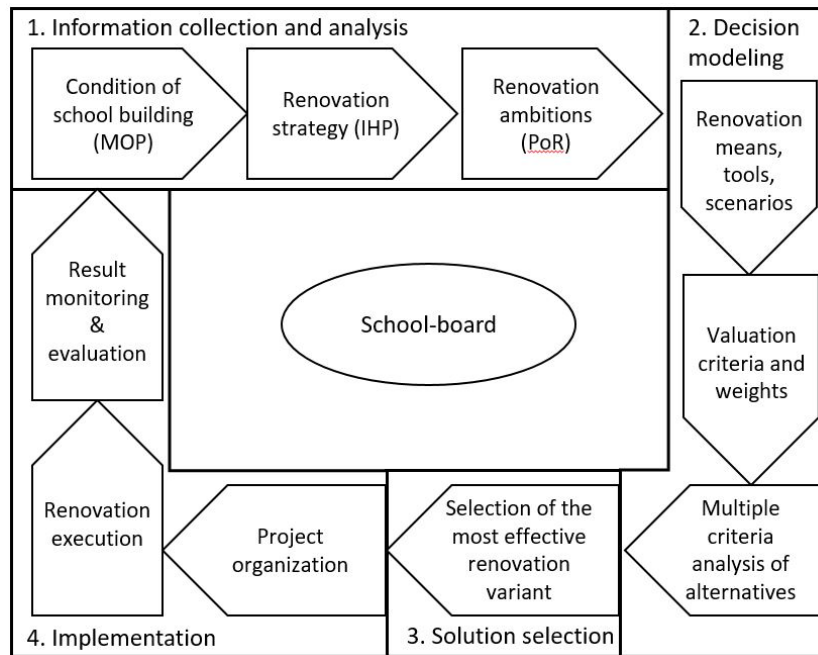 1. Information collection and analysis
Condition of
school building
(MOP)
Renovation
strategy (IHP)
Renovation
ambitions
(PoR)
2. Decision
modeling
Renovation
means,
tools,
scenarios
Valuation
criteria and
weights
Multiple
criteria
analysis of
alternatives
3. Solution selection
Selection of the
most effective
renovation
variant
4. Implementation
Project
organization
Renovation
execution
Result
monitoring
&
evaluation
School-board